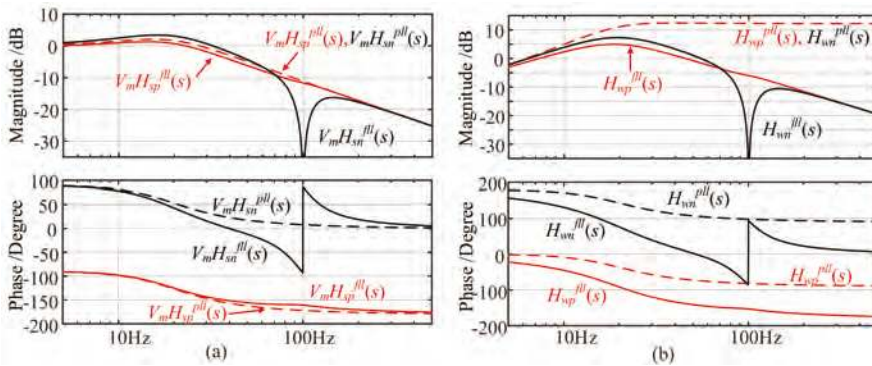 Magnitude /dB
10
0
-10
-20
-30
V_mH_sp^pll(s), V_mH_sn^pll(s)
V_mH_sp^fll(s)
V_mH_sn^fll(s)
Phase /Degree
100
50
0
-50
-100
-150
-200
V_mH_sn^pll(s)
V_mH_sn^fll(s)
V_mH_sp^fll(s)
V_mH_sp^pll(s)
10Hz
100Hz
(a)
Magnitude /dB
10
0
-10
-20
-30
H_wp^pll(s), H_wn^pll(s)
H_wp^fll(s)
H_wn^fll(s)
Phase /Degree
200
100
0
-100
-200
H_wn^pll(s)
H_wn^fll(s)
H_wp^pll(s)
H_wp^fll(s)
10Hz
100Hz
(b)